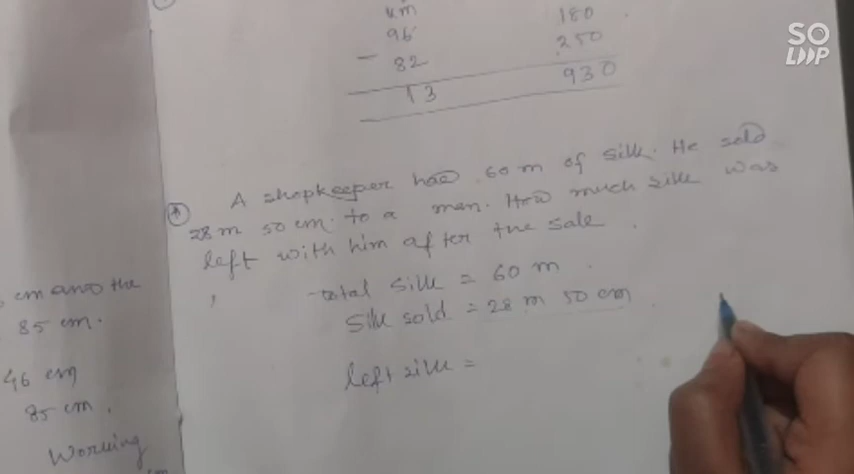 SO
LOOP
km
96 180
- 82 250
13 930
A shopkeeper had 60 m of silk. He sold
28 m 50 cm. to a man. How much silk was
left with him after the sale.
total silk = 60 m
Silk sold = 28 m 50 cm
left silk =
cm and the
85 cm.
46 cm
85 cm.
Working
cm